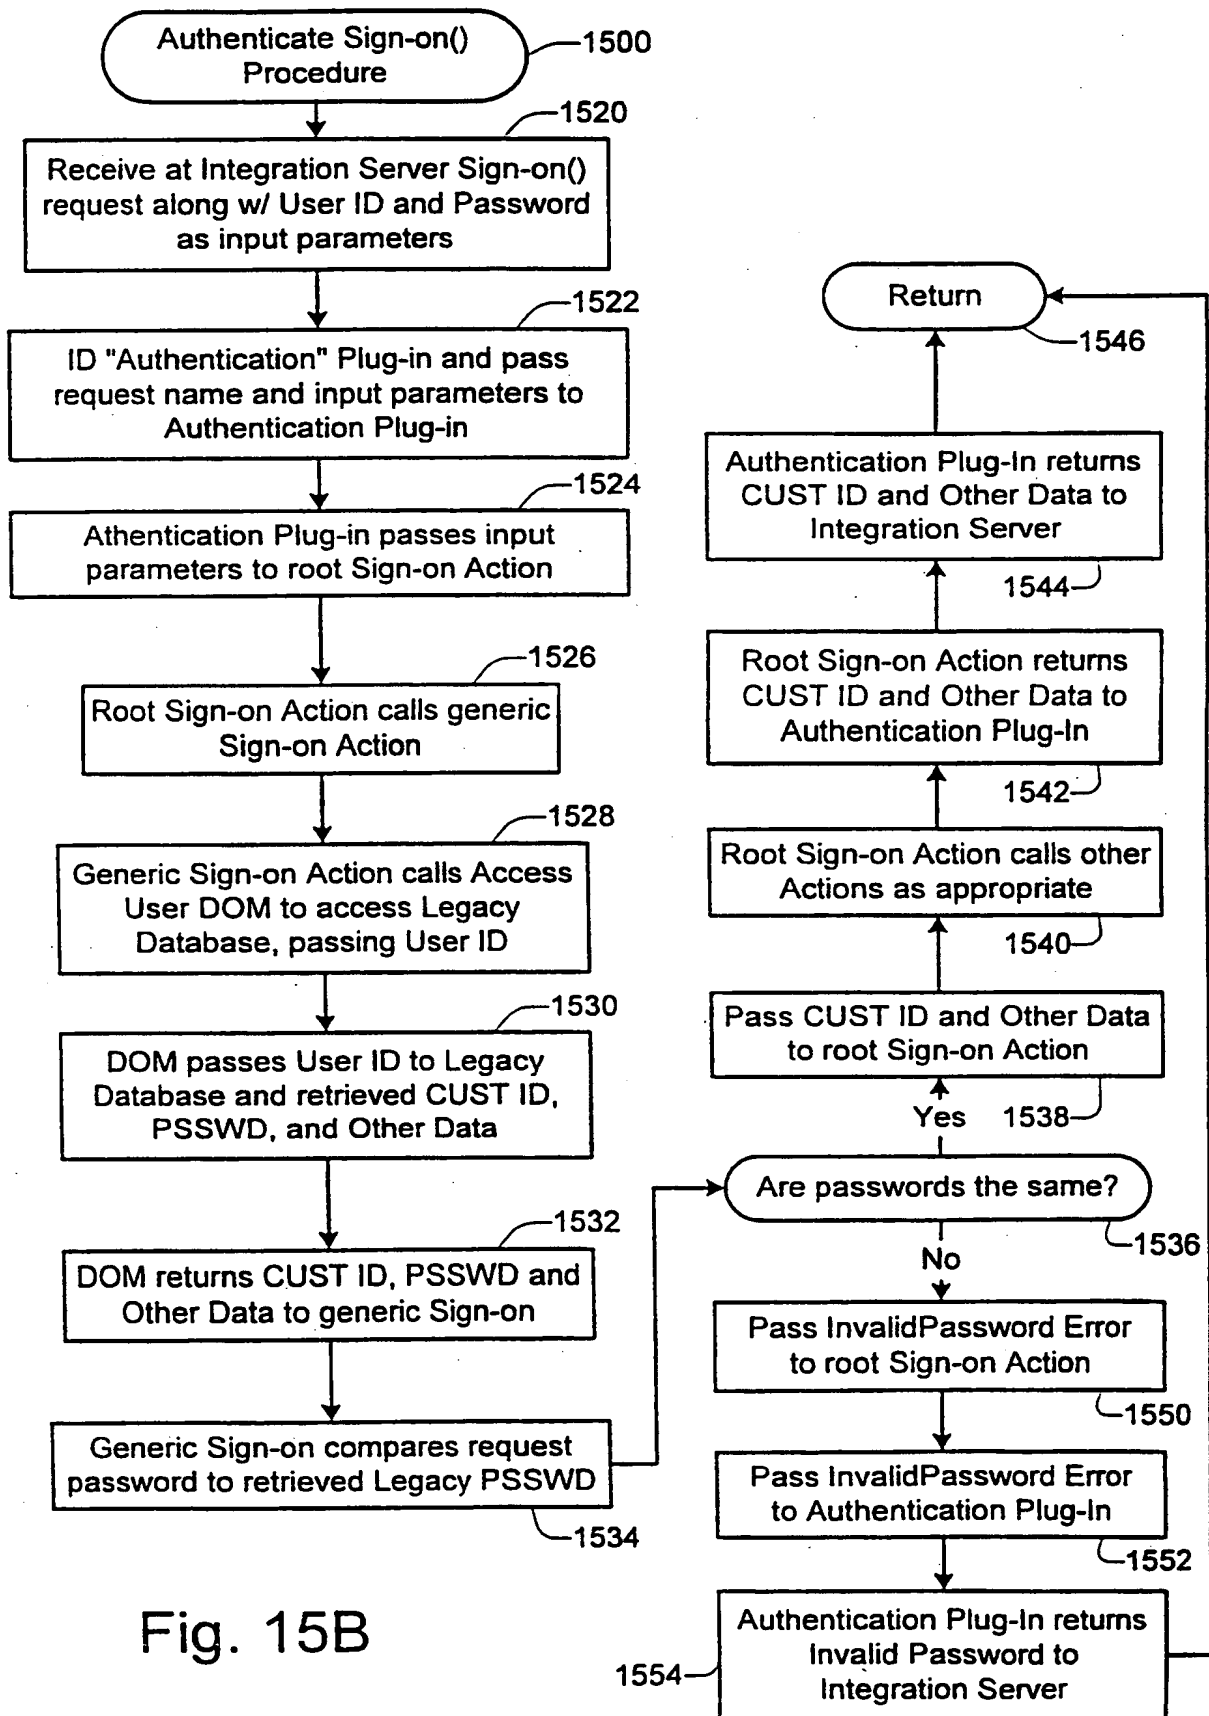 Authenticate Sign-on()
Procedure
1500
1520
Receive at Integration Server Sign-on()
request along w/ User ID and Password
as input parameters
1522
ID "Authentication" Plug-in and pass
request name and input parameters to
Authentication Plug-in
1524
Athentication Plug-in passes input
parameters to root Sign-on Action
1526
Root Sign-on Action calls generic
Sign-on Action
1528
Generic Sign-on Action calls Access
User DOM to access Legacy
Database, passing User ID
1530
DOM passes User ID to Legacy
Database and retrieved CUST ID,
PSSWD, and Other Data
1532
DOM returns CUST ID, PSSWD and
Other Data to generic Sign-on
Generic Sign-on compares request
password to retrieved Legacy PSSWD
1534
Return
1546
Authentication Plug-In returns
CUST ID and Other Data to
Integration Server
1544
Root Sign-on Action returns
CUST ID and Other Data to
Authentication Plug-In
1542
Root Sign-on Action calls other
Actions as appropriate
1540
Pass CUST ID and Other Data
to root Sign-on Action
Yes
1538
Are passwords the same?
1536
No
Pass InvalidPassword Error
to root Sign-on Action
1550
Pass InvalidPassword Error
to Authentication Plug-In
1552
Authentication Plug-In returns
Invalid Password to
Integration Server
1554
Fig. 15B